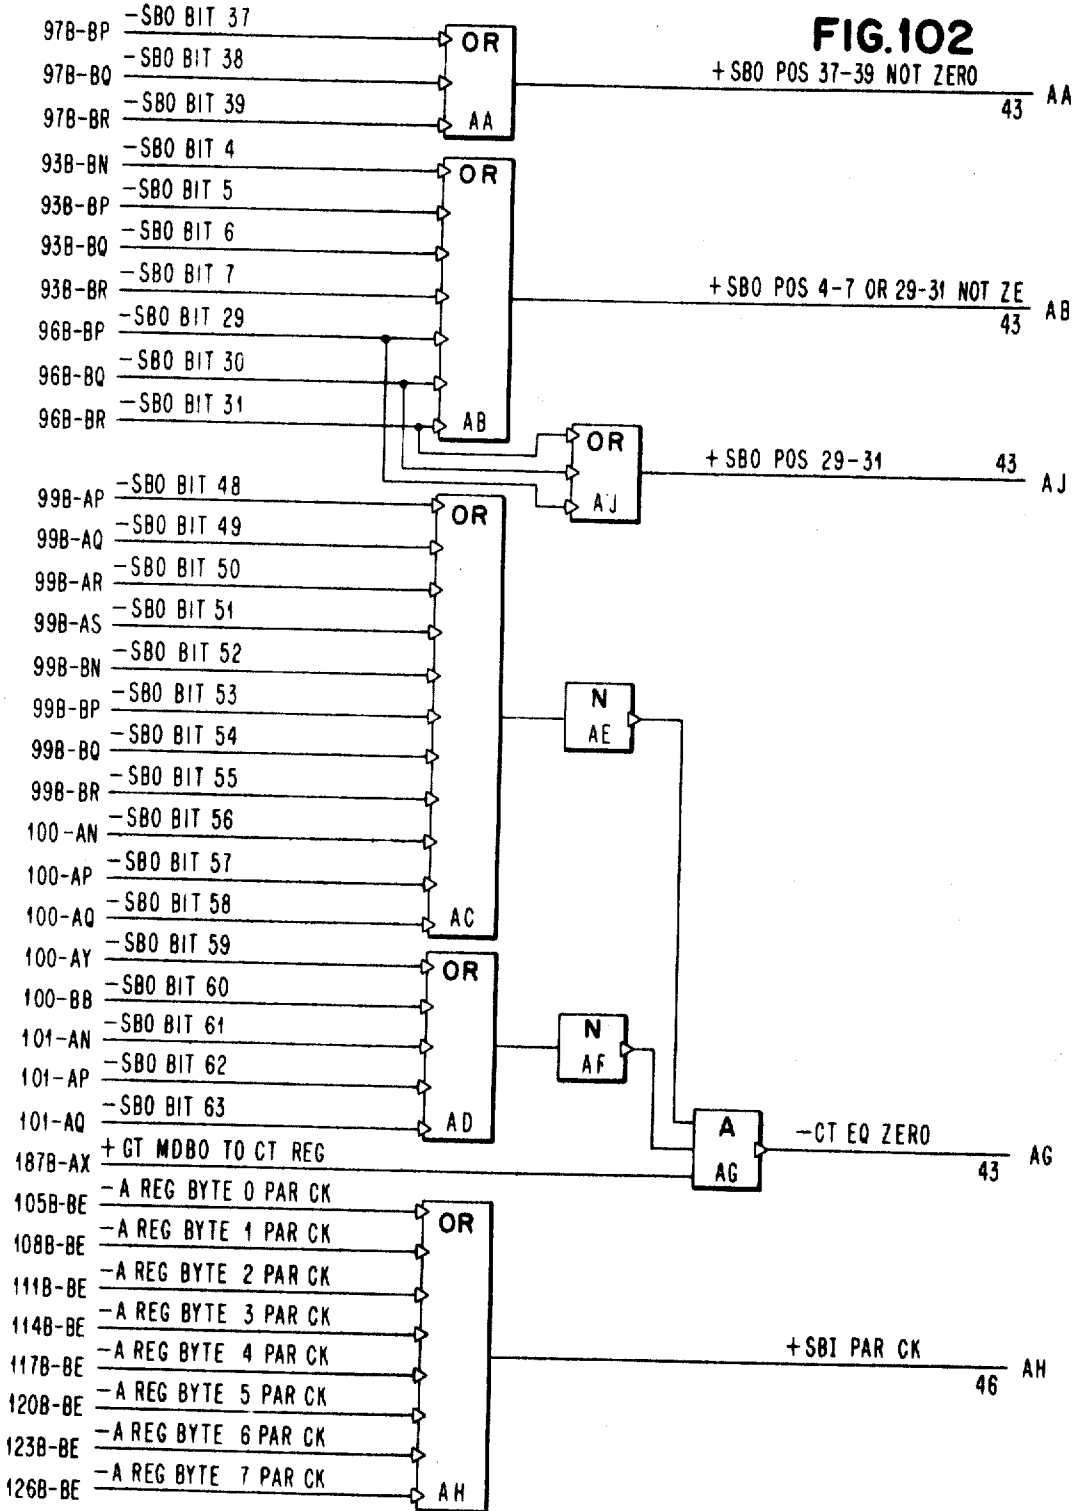 FIG.102
97B-BP -SBO BIT 37
97B-BQ -SBO BIT 38
97B-BR -SBO BIT 39
OR
AA
+SBO POS 37-39 NOT ZERO
43 AA
93B-BN -SBO BIT 4
93B-BP -SBO BIT 5
93B-BQ -SBO BIT 6
93B-BR -SBO BIT 7
96B-BP -SBO BIT 29
96B-BQ -SBO BIT 30
96B-BR -SBO BIT 31
OR
AB
+SBO POS 4-7 OR 29-31 NOT ZE
43 AB
OR
AJ
+SBO POS 29-31 43 AJ
99B-AP -SBO BIT 48
99B-AQ -SBO BIT 49
99B-AR -SBO BIT 50
99B-AS -SBO BIT 51
99B-BN -SBO BIT 52
99B-BP -SBO BIT 53
99B-BQ -SBO BIT 54
99B-BR -SBO BIT 55
100-AN -SBO BIT 56
100-AP -SBO BIT 57
100-AQ -SBO BIT 58
OR
AC
N
AE
100-AY -SBO BIT 59
100-BB -SBO BIT 60
101-AN -SBO BIT 61
101-AP -SBO BIT 62
101-AQ -SBO BIT 63
OR
AD
N
AF
187B-AX +GT MDBO TO CT REG
A
AG
-CT EQ ZERO
43 AG
105B-BE -A REG BYTE 0 PAR CK
108B-BE -A REG BYTE 1 PAR CK
111B-BE -A REG BYTE 2 PAR CK
114B-BE -A REG BYTE 3 PAR CK
117B-BE -A REG BYTE 4 PAR CK
120B-BE -A REG BYTE 5 PAR CK
123B-BE -A REG BYTE 6 PAR CK
126B-BE -A REG BYTE 7 PAR CK
OR
AH
+SBI PAR CK
46 AH